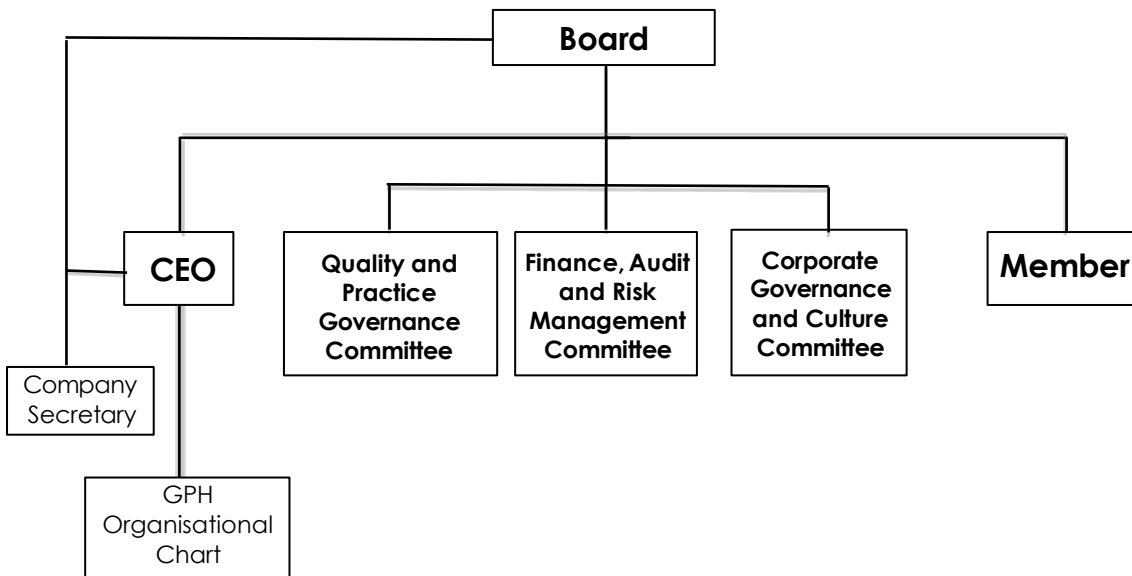 Board
CEO
Quality and
Practice
Governance
Committee
Finance, Audit
and Risk
Management
Committee
Corporate
Governance
and Culture
Committee
Member
Company
Secretary
GPH
Organisational
Chart